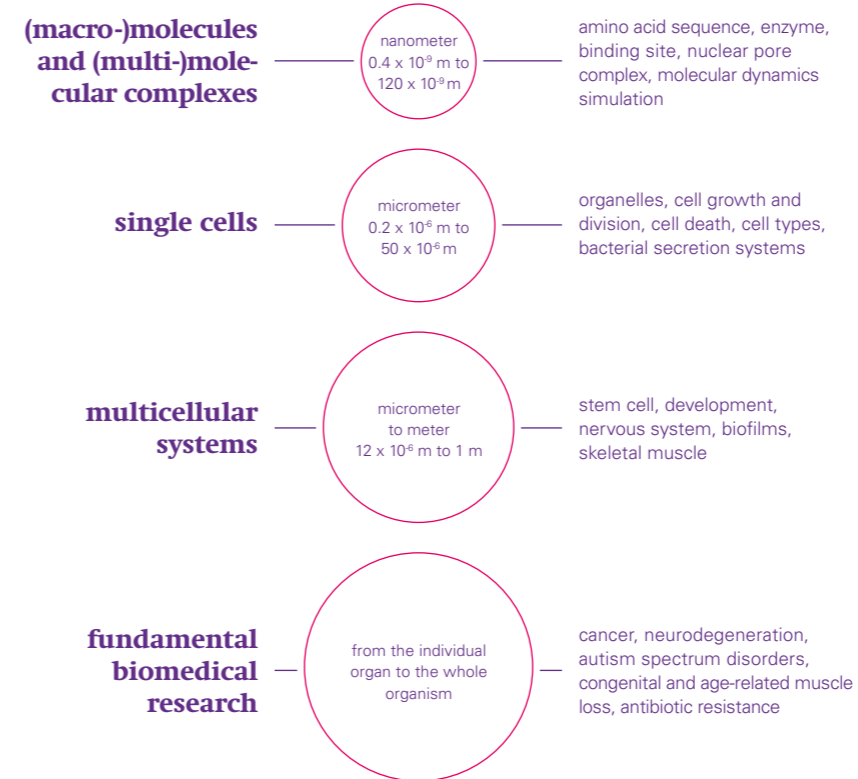 (macro-)molecules
and (multi-)mole-
cular complexes
nanometer
0.4 x 10⁻⁹ m to
120 x 10⁻⁹ m
amino acid sequence, enzyme,
binding site, nuclear pore
complex, molecular dynamics
simulation
single cells
micrometer
0.2 x 10⁻⁶ m to
50 x 10⁻⁶ m
organelles, cell growth and
division, cell death, cell types,
bacterial secretion systems
multicellular
systems
micrometer
to meter
12 x 10⁻⁶ m to 1 m
stem cell, development,
nervous system, biofilms,
skeletal muscle
fundamental
biomedical
research
from the individual
organ to the whole
organism
cancer, neurodegeneration,
autism spectrum disorders,
congenital and age-related muscle
loss, antibiotic resistance